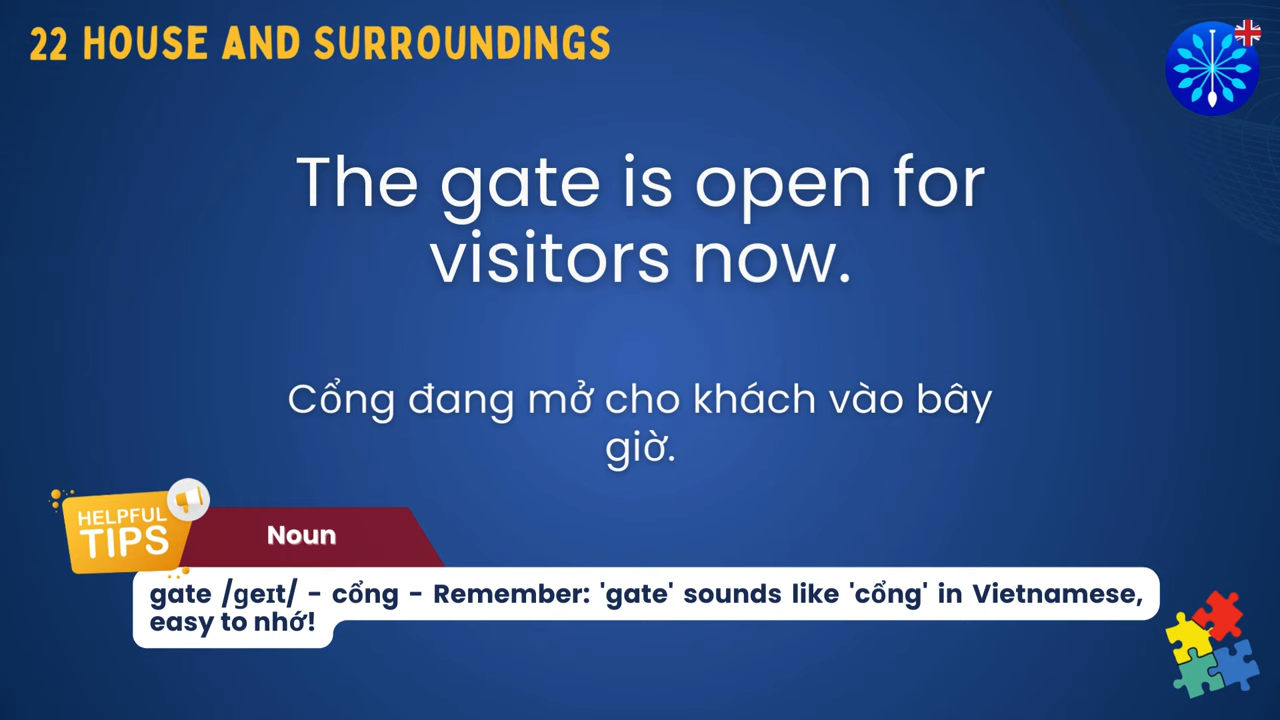 22 HOUSE AND SURROUNDINGS
The gate is open for
visitors now.
Cổng đang mở cho khách vào bây
giờ.
HELPFUL
TIPS
Noun
gate /ɡeɪt/ - cổng - Remember: 'gate' sounds like 'cổng' in Vietnamese,
easy to nhớ!